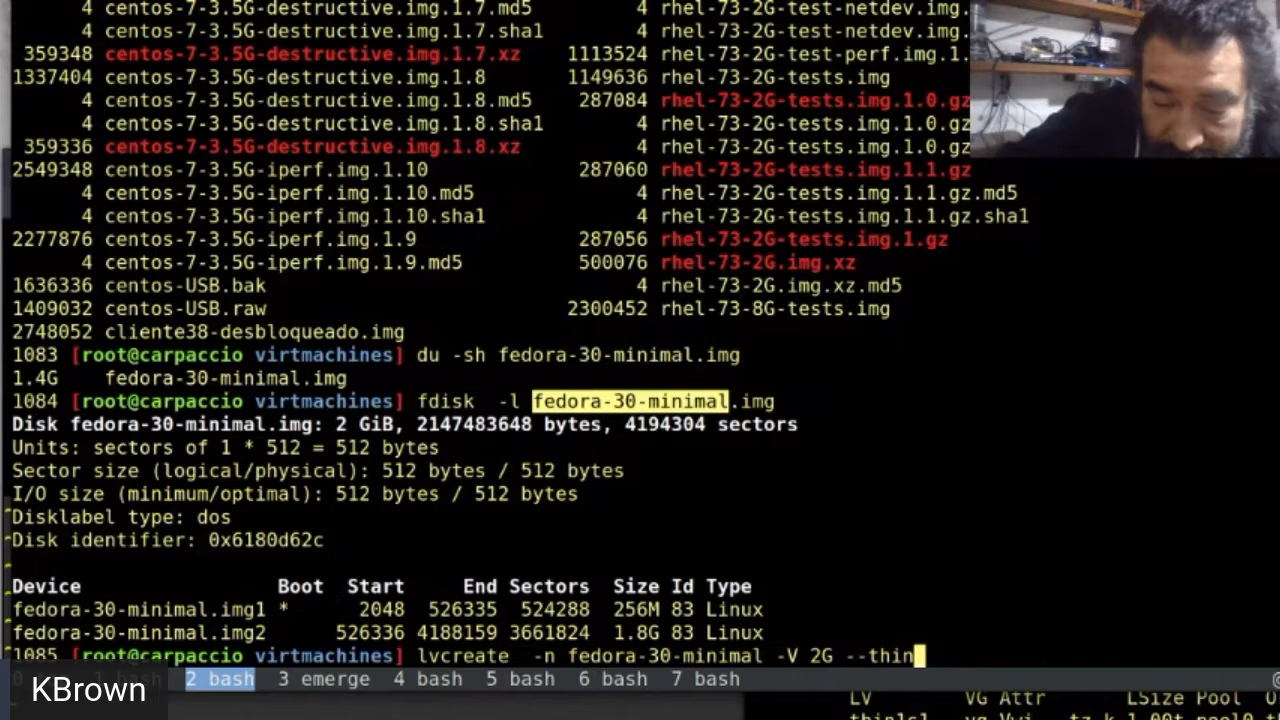 centos-7-3.5G-destructive.img.1.7.md5 4 rhel-73-2G-test-netdev.img.
4 centos-7-3.5G-destructive.img.1.7.sha1 4 rhel-73-2G-test-netdev.img.
359348 centos-7-3.5G-destructive.img.1.7.xz 1113524 rhel-73-2G-test-perf.img.1.
1337404 centos-7-3.5G-destructive.img.1.8 1149636 rhel-73-2G-tests.img
4 centos-7-3.5G-destructive.img.1.8.md5 287084 rhel-73-2G-tests.img.1.0.gz
4 centos-7-3.5G-destructive.img.1.8.sha1 4 rhel-73-2G-tests.img.1.0.gz
359336 centos-7-3.5G-destructive.img.1.8.xz 4 rhel-73-2G-tests.img.1.0.gz
2549348 centos-7-3.5G-iperf.img.1.10 287060 rhel-73-2G-tests.img.1.1.gz
4 centos-7-3.5G-iperf.img.1.10.md5 4 rhel-73-2G-tests.img.1.1.gz.md5
4 centos-7-3.5G-iperf.img.1.10.sha1 4 rhel-73-2G-tests.img.1.1.gz.sha1
2277876 centos-7-3.5G-iperf.img.1.9 287056 rhel-73-2G-tests.img.1.gz
4 centos-7-3.5G-iperf.img.1.9.md5 500076 rhel-73-2G.img.xz
1636336 centos-USB.bak 4 rhel-73-2G.img.xz.md5
1409032 centos-USB.raw 2300452 rhel-73-8G-tests.img
2748052 cliente38-desbloqueado.img
1083 [root@carpaccio virtmachines] du -sh fedora-30-minimal.img
1.4G fedora-30-minimal.img
1084 [root@carpaccio virtmachines] fdisk -l fedora-30-minimal.img
Disk fedora-30-minimal.img: 2 GiB, 2147483648 bytes, 4194304 sectors
Units: sectors of 1 * 512 = 512 bytes
Sector size (logical/physical): 512 bytes / 512 bytes
I/O size (minimum/optimal): 512 bytes / 512 bytes
Disklabel type: dos
Disk identifier: 0x6180d62c
Device Boot Start End Sectors Size Id Type
fedora-30-minimal.img1 * 2048 526335 524288 256M 83 Linux
fedora-30-minimal.img2 526336 4188159 3661824 1.8G 83 Linux
1085 [root@carpaccio virtmachines] lvcreate -n fedora-30-minimal -V 2G --thin
2 bash 3 emerge 4 bash 5 bash 6 bash 7 bash
KBrown
LV VG Attr LSize Pool